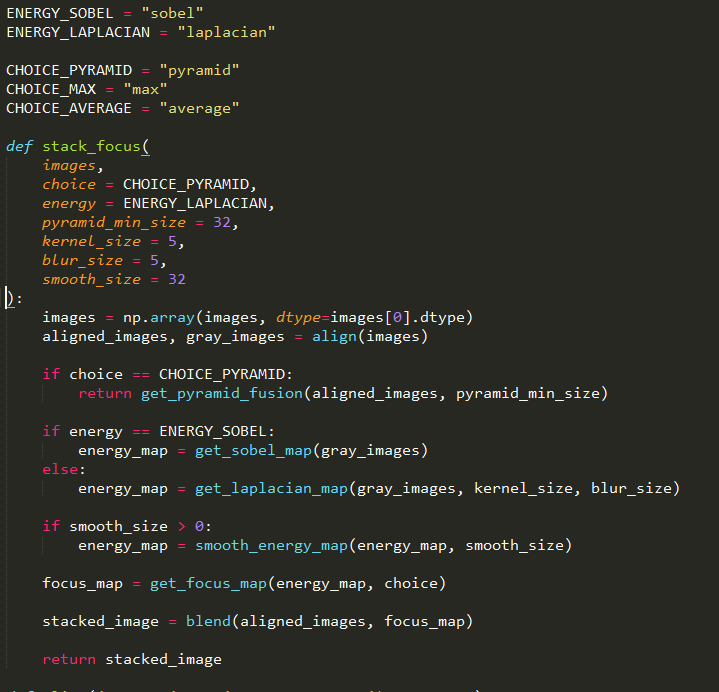 ENERGY_SOBEL = "sobel"
ENERGY_LAPLACIAN = "laplacian"

CHOICE_PYRAMID = "pyramid"
CHOICE_MAX = "max"
CHOICE_AVERAGE = "average"

def stack_focus(
    images,
    choice = CHOICE_PYRAMID,
    energy = ENERGY_LAPLACIAN,
    pyramid_min_size = 32,
    kernel_size = 5,
    blur_size = 5,
    smooth_size = 32
):
    images = np.array(images, dtype=images[0].dtype)
    aligned_images, gray_images = align(images)

    if choice == CHOICE_PYRAMID:
        return get_pyramid_fusion(aligned_images, pyramid_min_size)

    if energy == ENERGY_SOBEL:
        energy_map = get_sobel_map(gray_images)
    else:
        energy_map = get_laplacian_map(gray_images, kernel_size, blur_size)

    if smooth_size > 0:
        energy_map = smooth_energy_map(energy_map, smooth_size)

    focus_map = get_focus_map(energy_map, choice)

    stacked_image = blend(aligned_images, focus_map)

    return stacked_image